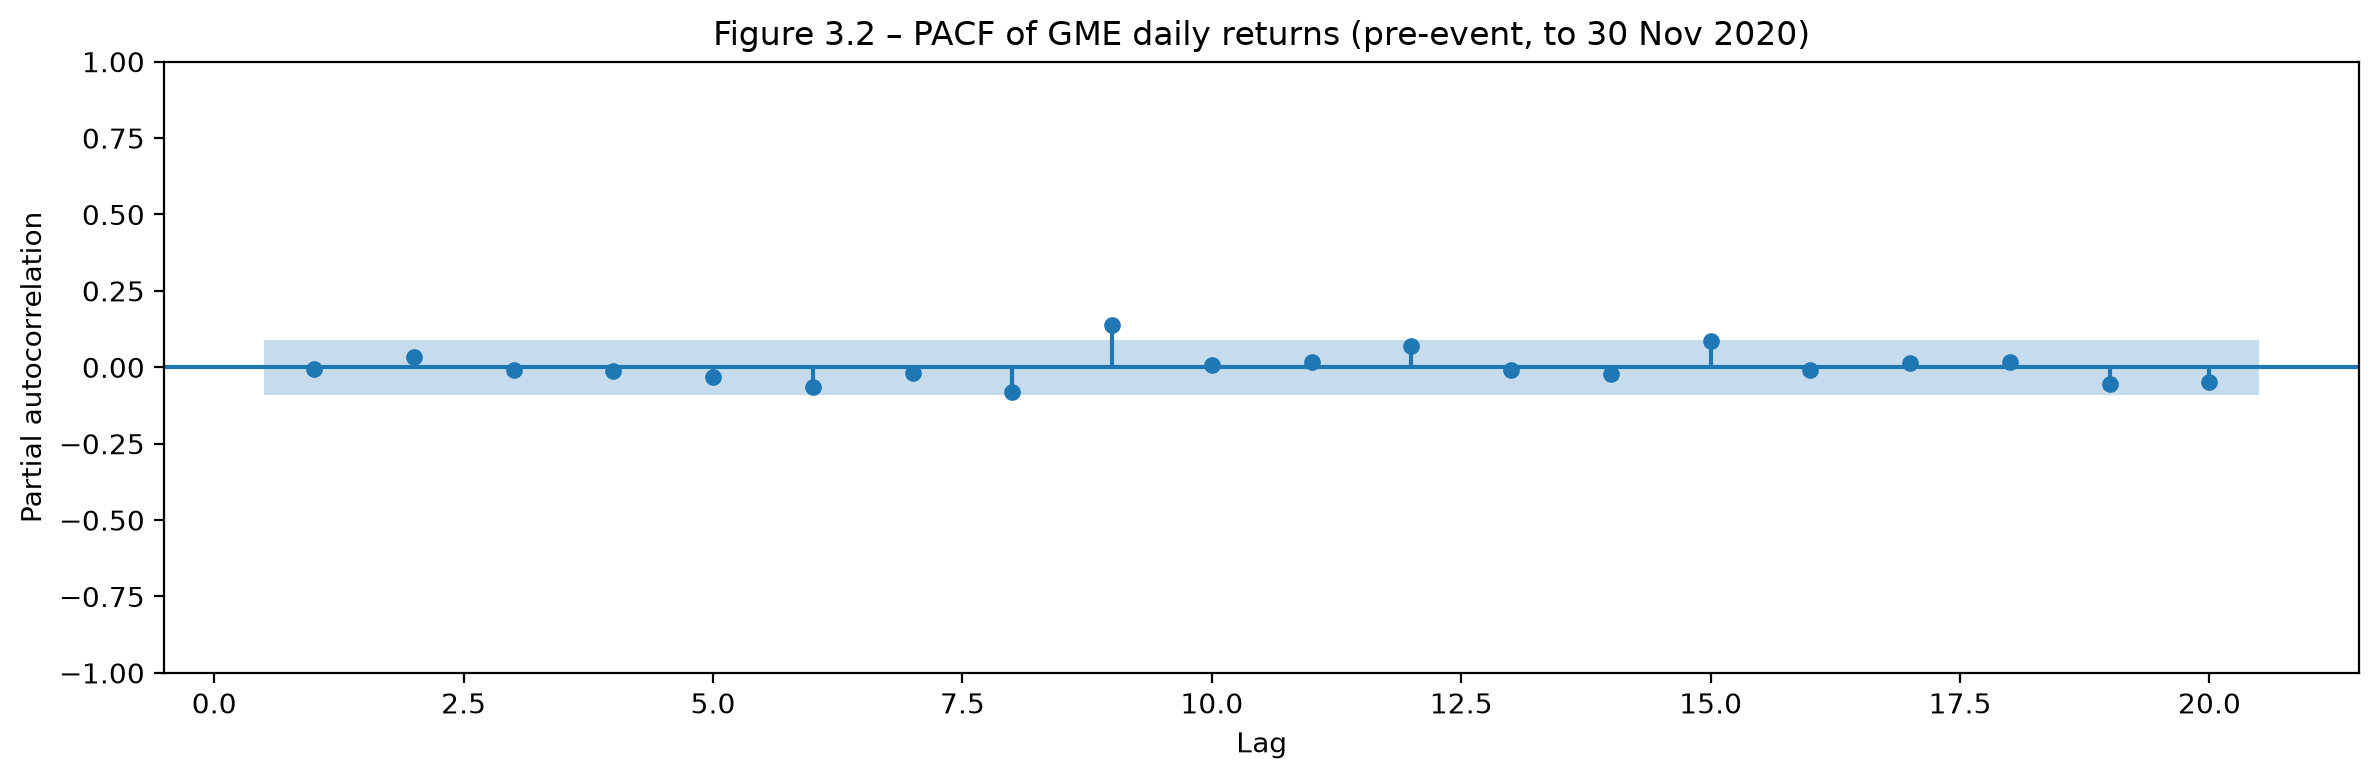 Figure 3.2 – PACF of GME daily returns (pre-event, to 30 Nov 2020)
1.00
0.75
0.50
0.25
0.00
−0.25
−0.50
−0.75
−1.00
Partial autocorrelation
0.0 2.5 5.0 7.5 10.0 12.5 15.0 17.5 20.0
Lag